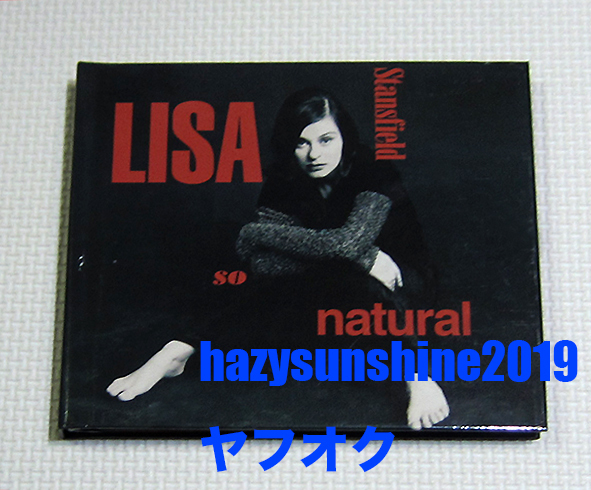 LISA
Stansfield
so
natural
hazysunshine2019
ヤフオク